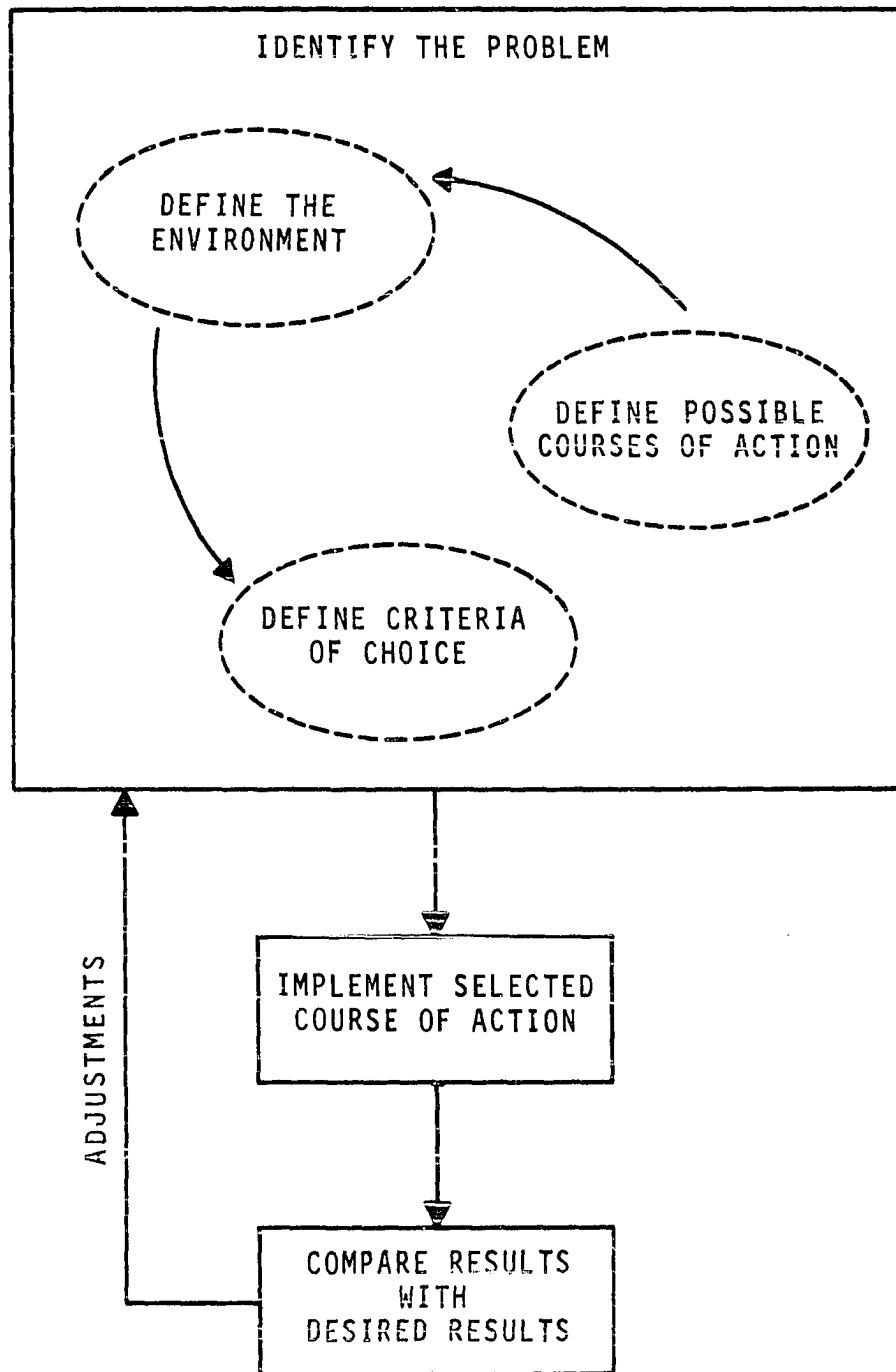 IDENTIFY THE PROBLEM
DEFINE THE
ENVIRONMENT
DEFINE POSSIBLE
COURSES OF ACTION
DEFINE CRITERIA
OF CHOICE
IMPLEMENT SELECTED
COURSE OF ACTION
ADJUSTMENTS
COMPARE RESULTS
WITH
DESIRED RESULTS